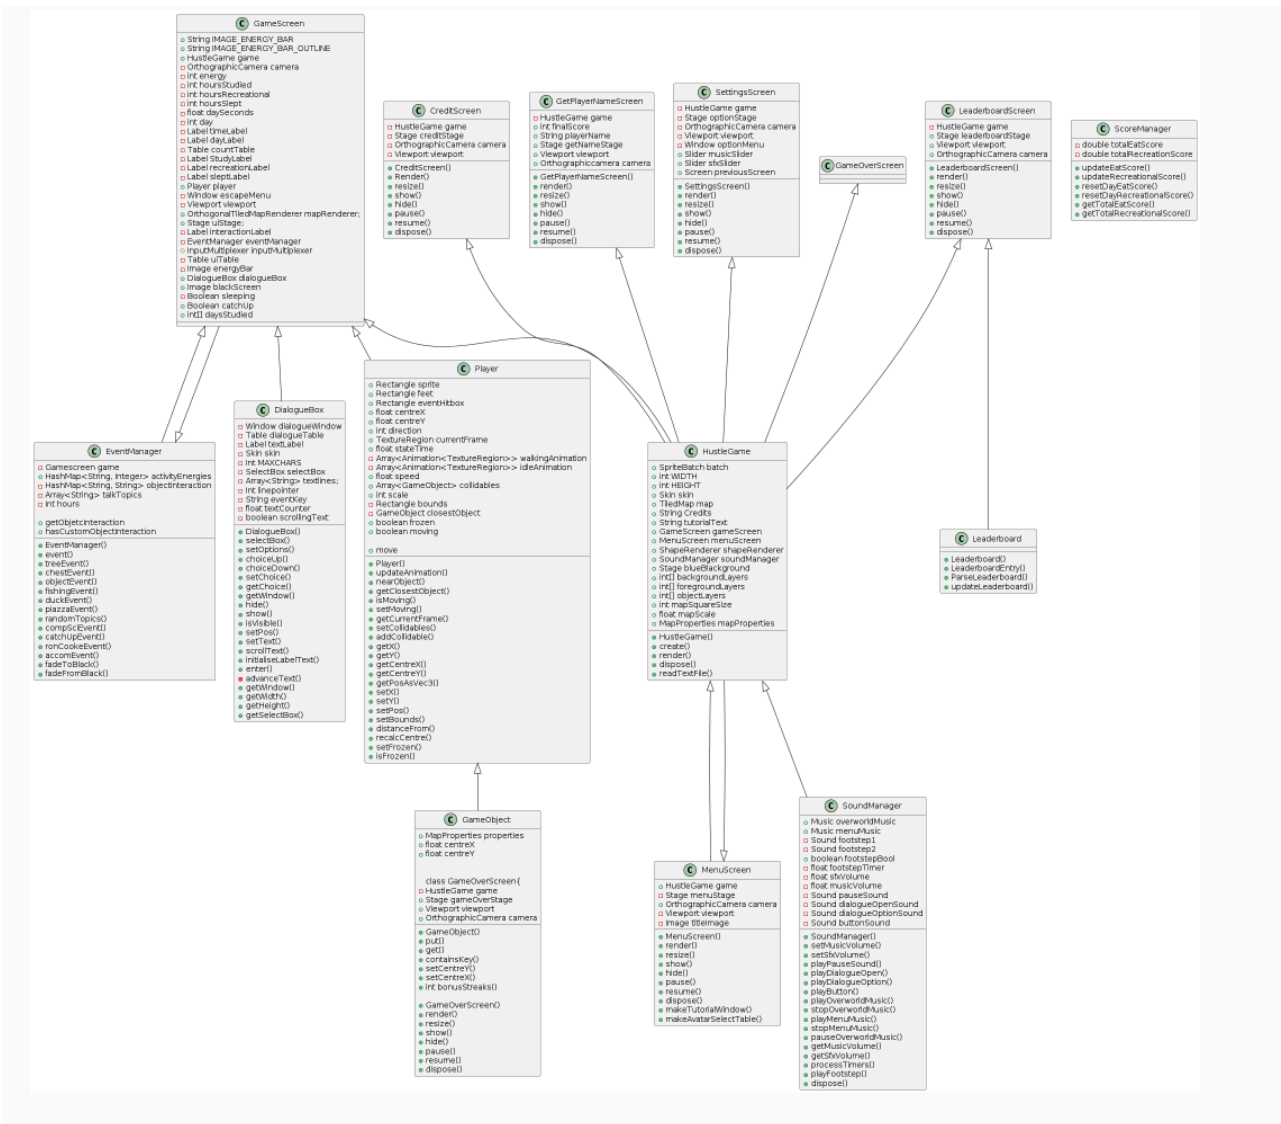 GameScreen
String IMAGE_ENERGY_BAR
String IMAGE_ENERGY_BAR_OUTLINE
HustleGame game
OrthographicCamera camera
int energy
int hoursStudied
int hoursRecreational
int hoursSlept
float daySeconds
int day
Label timeLabel
Label dayLabel
Table countTable
Label StudyLabel
Label recreationLabel
Label sleptLabel
Player player
Window escapeMenu
Viewport viewport
OrthogonalTiledMapRenderer mapRenderer;
Stage uiStage;
Label interactionLabel
EventManager eventManager
InputMultiplexer inputMultiplexer
Table uiTable
Image energyBar
DialogueBox dialogueBox
Image blackScreen
Boolean sleeping
Boolean catchUp
int[] daysStudied
CreditScreen
HustleGame game
Stage creditStage
OrthographicCamera camera
Viewport viewport
CreditScreen()
Render()
resize()
show()
hide()
pause()
resume()
dispose()
GetPlayerNameScreen
HustleGame game
int finalScore
String playerName
Stage getNameStage
Viewport viewport
Orthographiccamera camera
GetPlayerNameScreen()
render()
resize()
show()
hide()
pause()
resume()
dispose()
SettingsScreen
HustleGame game
Stage optionStage
OrthographicCamera camera
Viewport viewport
Window optionMenu
Slider musicSlider
Slider sfxSlider
Screen previousScreen
SettingsScreen()
render()
resize()
show()
hide()
pause()
resume()
dispose()
GameOverScreen
LeaderboardScreen
HustleGame game
Stage leaderboardStage
Viewport viewport
OrthographicCamera camera
LeaderboardScreen()
render()
resize()
show()
hide()
pause()
resume()
dispose()
ScoreManager
double totalEatScore
double totalRecreationScore
updateEatScore()
updateRecreationalScore()
resetDayEatScore()
resetDayRecreationalScore()
getTotalEatScore()
getTotalRecreationalScore()
EventManager
Gamescreen game
HashMap<String, Integer> activityEnergies
HashMap<String, String> objectInteraction
Array<String> talkTopics
int hours
getObjetcInteraction
hasCustomObjectInteraction
EventManager()
event()
treeEvent()
chestEvent()
objectEvent()
fishingEvent()
duckEvent()
piazzaEvent()
randomTopics()
compSciEvent()
catchUpEvent()
ronCookeEvent()
accomEvent()
fadeToBlack()
fadeFromBlack()
DialogueBox
Window dialogueWindow
Table dialogueTable
Label textLabel
Skin skin
int MAXCHARS
SelectBox selectBox
Array<String> textlines;
int linepointer
String eventKey
float textCounter
boolean scrollingText
DialogueBox()
selectBox()
setOptions()
choiceUp()
choiceDown()
setChoice()
getChoice()
getWindow()
hide()
show()
isVisible()
setPos()
setText()
scrollText()
initialiseLabelText()
enter()
advanceText()
getWindow()
getWidth()
getHeight()
getSelectBox()
Player
Rectangle sprite
Rectangle feet
Rectangle eventHitbox
float centreX
float centreY
int direction
TextureRegion currentFrame
float stateTime
Array<Animation<TextureRegion>> walkingAnimation
Array<Animation<TextureRegion>> idleAnimation
float speed
Array<GameObject> collidables
int scale
Rectangle bounds
GameObject closestObject
boolean frozen
boolean moving
move
Player()
updateAnimation()
nearObject()
getClosestObject()
isMoving()
setMoving()
getCurrentFrame()
setCollidables()
addCollidable()
getX()
getY()
getCentreX()
getCentreY()
getPosAsVec3()
setX()
setY()
setPos()
setBounds()
distanceFrom()
recalcCentre()
setFrozen()
isFrozen()
HustleGame
SpriteBatch batch
int WIDTH
int HEIGHT
Skin skin
TiledMap map
String Credits
String tutorialText
GameScreen gameScreen
MenuScreen menuScreen
ShapeRenderer shapeRenderer
SoundManager soundManager
Stage blueBackground
int[] backgroundLayers
int[] foregroundLayers
int[] objectLayers
int mapSquareSize
float mapScale
MapProperties mapProperties
HustleGame()
create()
render()
dispose()
readTextFile()
Leaderboard
Leaderboard()
LeaderboardEntry()
ParseLeaderboard()
updateLeaderboard()
GameObject
MapProperties properties
float centreX
float centreY
class GameOverScreen{
HustleGame game
Stage gameOverStage
Viewport viewport
OrthographicCamera camera
GameObject()
put()
get()
containsKey()
setCentreY()
setCentreX()
int bonusStreaks()
GameOverScreen()
render()
resize()
show()
hide()
pause()
resume()
dispose()
MenuScreen
HustleGame game
Stage menuStage
OrthographicCamera camera
Viewport viewport
Image titleImage
MenuScreen()
render()
resize()
show()
hide()
pause()
resume()
dispose()
makeTutorialWindow()
makeAvatarSelectTable()
SoundManager
Music overworldMusic
Music menuMusic
Sound footstep1
Sound footstep2
boolean footstepBool
float footstepTimer
float sfxVolume
float musicVolume
Sound pauseSound
Sound dialogueOpenSound
Sound dialogueOptionSound
Sound buttonSound
SoundManager()
setMusicVolume()
setSfxVolume()
playPauseSound()
playDialogueOpen()
playDialogueOption()
playButton()
playOverworldMusic()
stopOverworldMusic()
playMenuMusic()
stopMenuMusic()
pauseOverworldMusic()
getMusicVolume()
getSfxVolume()
processTimers()
playFootstep()
dispose()